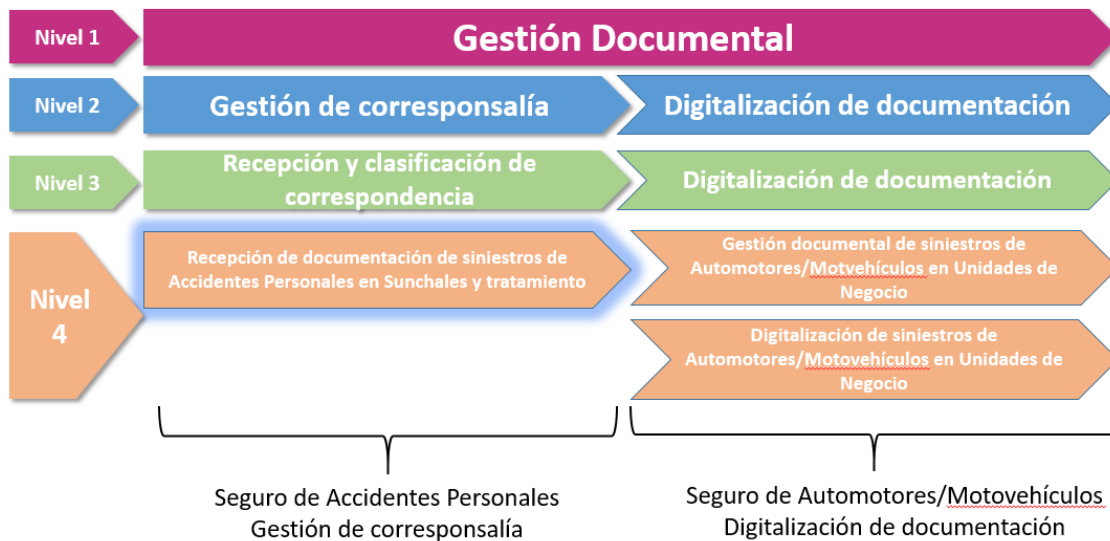 Nivel 1
Gestión Documental
Nivel 2
Gestión de corresponsalía
Digitalización de documentación
Nivel 3
Recepción y clasificación de
correspondencia
Digitalización de documentación
Nivel
4
Recepción de documentación de siniestros de
Accidentes Personales en Sunchales y tratamiento
Gestión documental de siniestros de
Automotores/Motvehículos en Unidades de
Negocio
Digitalización de siniestros de
Automotores/Motovehículos en Unidades de
Negocio
Seguro de Accidentes Personales
Gestión de corresponsalía
Seguro de Automotores/Motovehículos
Digitalización de documentación